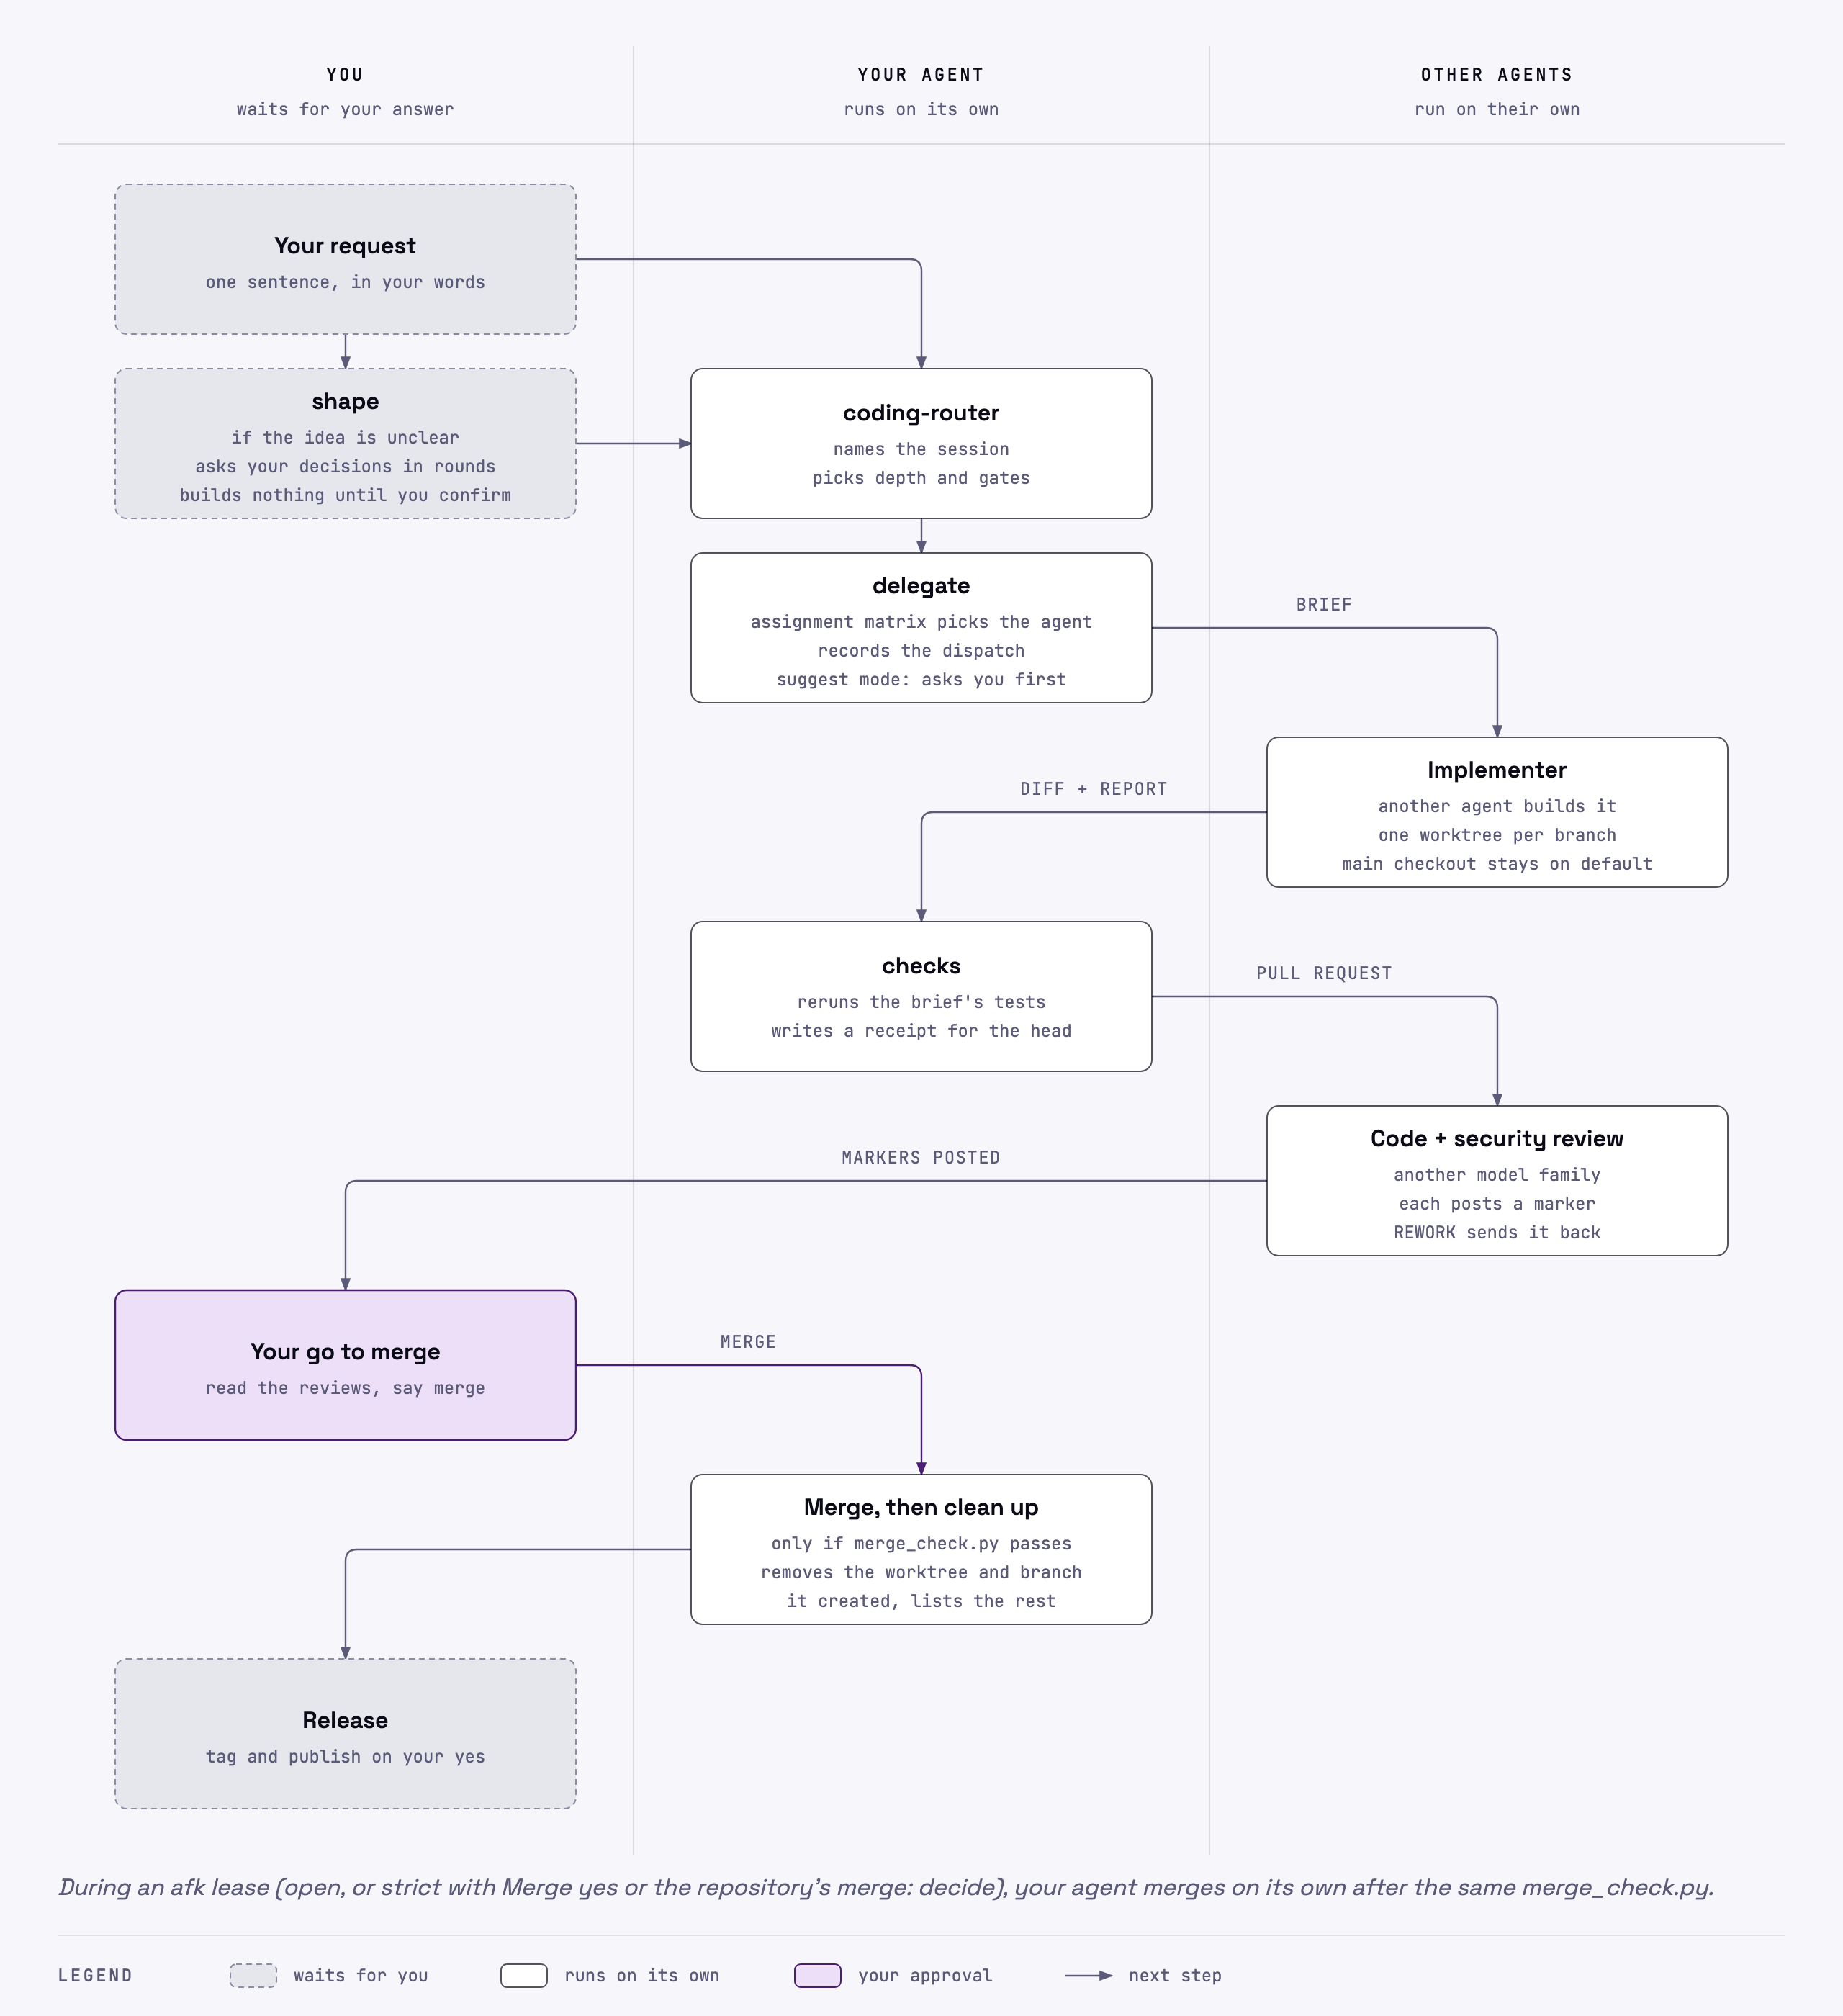 YOU
waits for your answer
YOUR AGENT
runs on its own
OTHER AGENTS
run on their own
Your request
one sentence, in your words
shape
if the idea is unclear
asks your decisions in rounds
builds nothing until you confirm
coding-router
names the session
picks depth and gates
delegate
assignment matrix picks the agent
records the dispatch
suggest mode: asks you first
BRIEF
Implementer
another agent builds it
one worktree per branch
main checkout stays on default
DIFF + REPORT
checks
reruns the brief's tests
writes a receipt for the head
PULL REQUEST
Code + security review
another model family
each posts a marker
REWORK sends it back
MARKERS POSTED
Your go to merge
read the reviews, say merge
MERGE
Merge, then clean up
only if merge_check.py passes
removes the worktree and branch
it created, lists the rest
Release
tag and publish on your yes
During an afk lease (open, or strict with Merge yes or the repository's merge: decide), your agent merges on its own after the same merge_check.py.
LEGEND
waits for you
runs on its own
your approval
next step